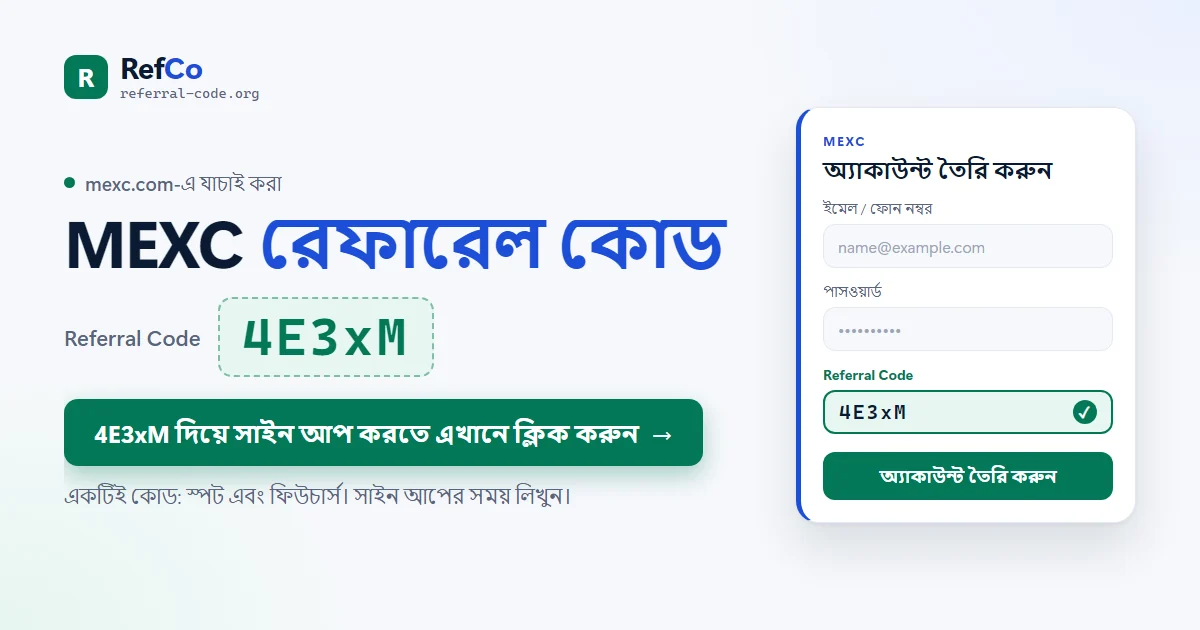 R
RefCo
referral-code.org
mexc.com-এ যাচাই করা
MEXC রেফারেল কোড
Referral Code
4E3xM
4E3xM দিয়ে সাইন আপ করতে এখানে ক্লিক করুন →
একটিই কোড: স্পট এবং ফিউচার্স। সাইন আপের সময় লিখুন।
MEXC
অ্যাকাউন্ট তৈরি করুন
ইমেল / ফোন নম্বর
name@example.com
পাসওয়ার্ড
••••••••••
Referral Code
4E3xM
অ্যাকাউন্ট তৈরি করুন